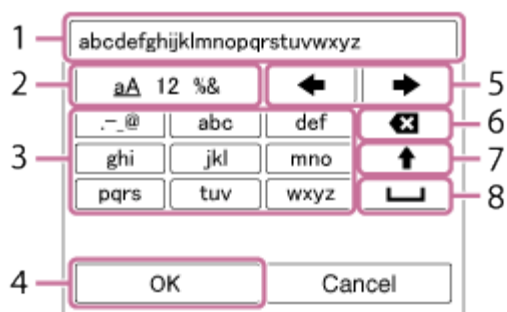 1 abcdefghijklmnopqrstuvwxyz
2 aA 12 %& 5
.-_@ abc def 6
3 ghi jkl mno 7
pqrs tuv wxyz 8
4 OK Cancel